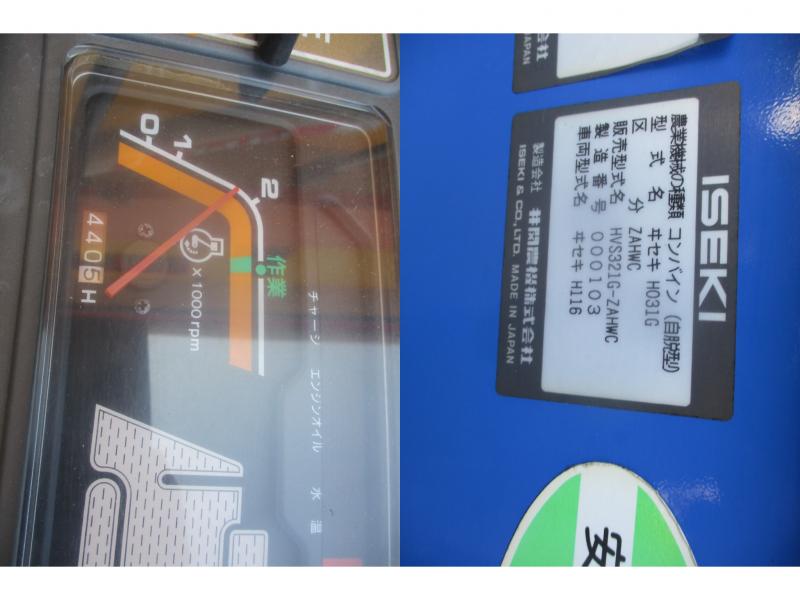 0
1
2
4405H
×1000rpm
作業
チャージ エンジンオイル 水温
会社
JAPAN
ISEKI
農業機械の種類 コンバイン (自脱型)
型式名 ヰセキ HO31G
区分 ZAHWC
販売型式名 HVS321G-ZAHWC
製造番号 000103
車両型式名 ヰセキ H116
製造会社 井関農機株式会社
ISEKI & CO., LTD. MADE IN JAPAN
安